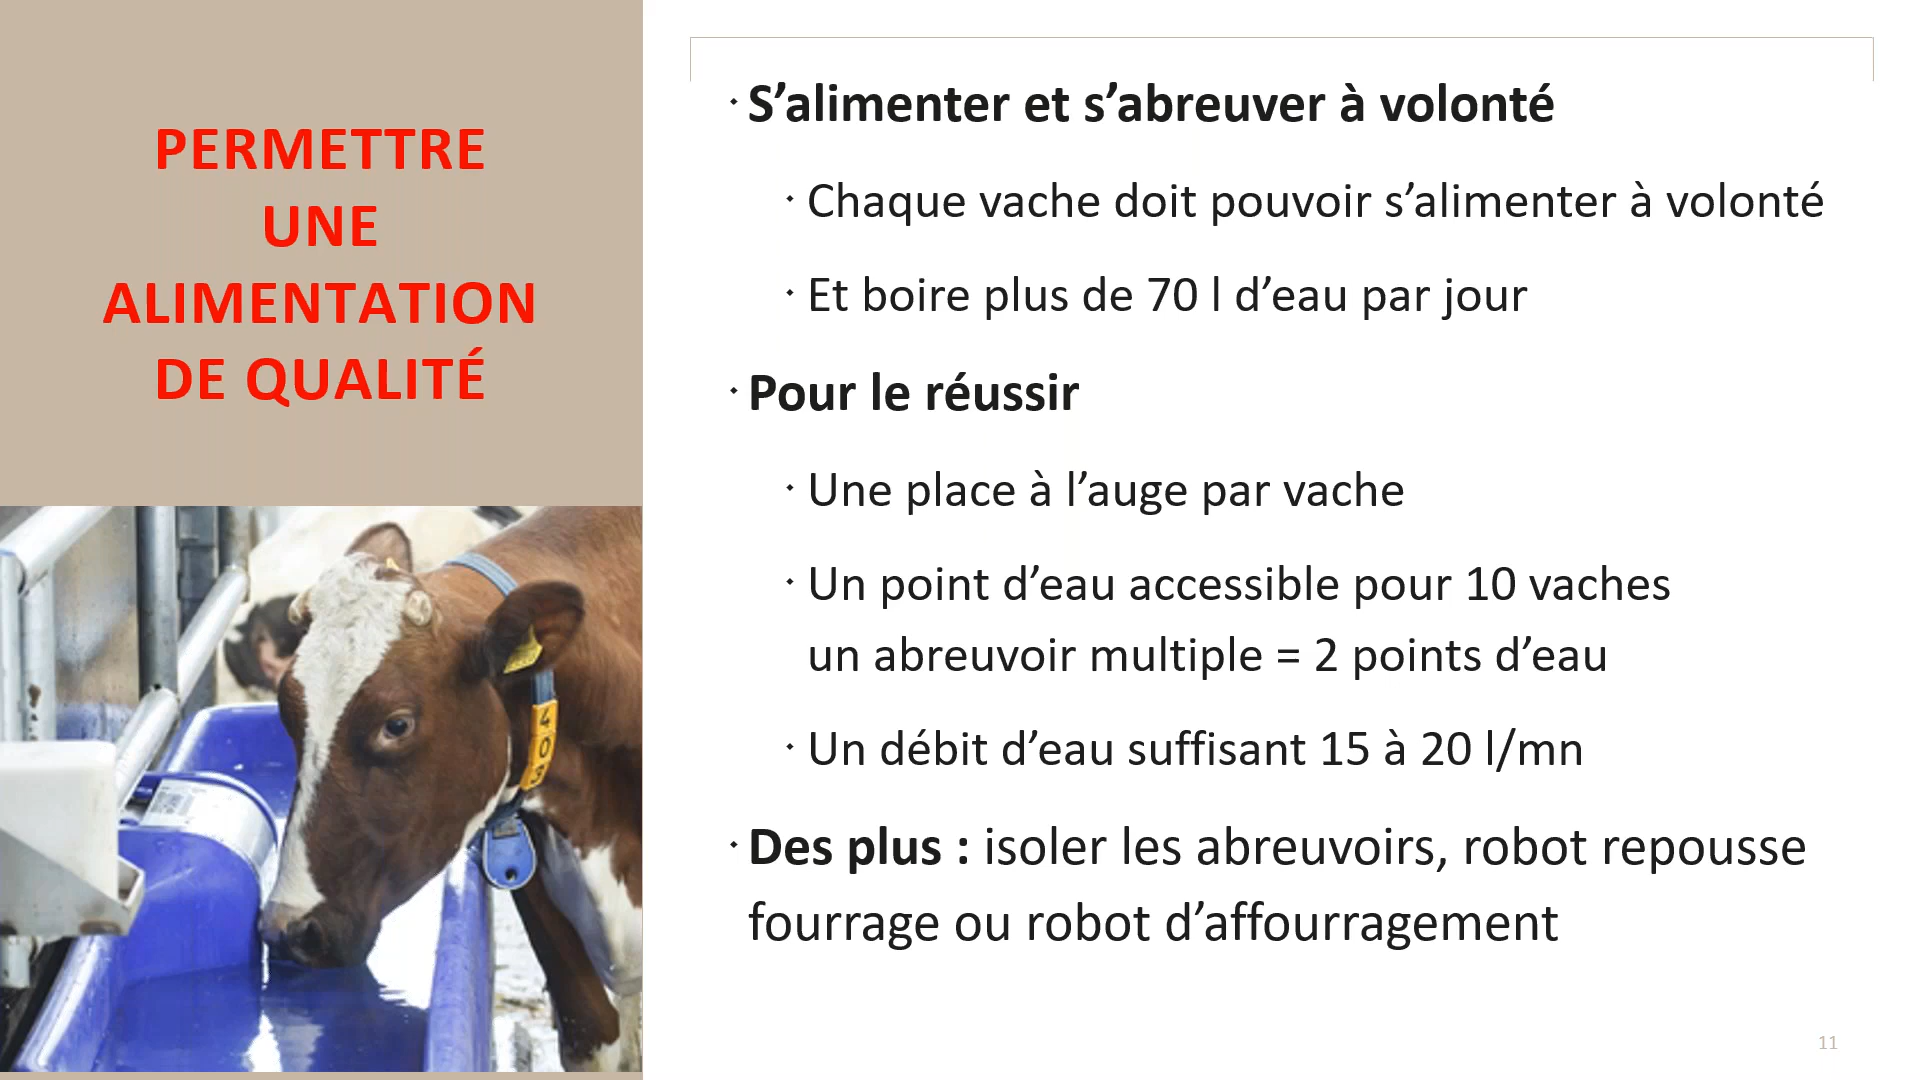 PERMETTRE
UNE
ALIMENTATION
DE QUALITÉ
S’alimenter et s’abreuver à volonté
Chaque vache doit pouvoir s’alimenter à volonté
Et boire plus de 70 l d’eau par jour
Pour le réussir
Une place à l’auge par vache
Un point d’eau accessible pour 10 vaches
un abreuvoir multiple = 2 points d’eau
Un débit d’eau suffisant 15 à 20 l/mn
Des plus : isoler les abreuvoirs, robot repousse
fourrage ou robot d’affourragement
403
11